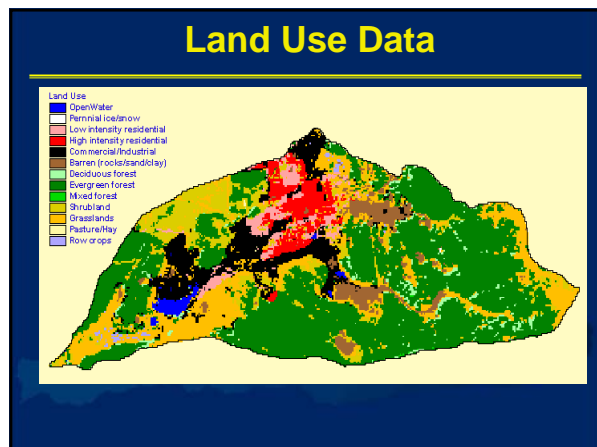 Land Use Data
Land Use
OpenWater
Pernnial ice/snow
Low intensity residential
High intensity residential
Commercial/Industrial
Barren (rocks/sand/clay)
Deciduous forest
Evergreen forest
Mixed forest
Shrubland
Grasslands
Pasture/Hay
Row crops